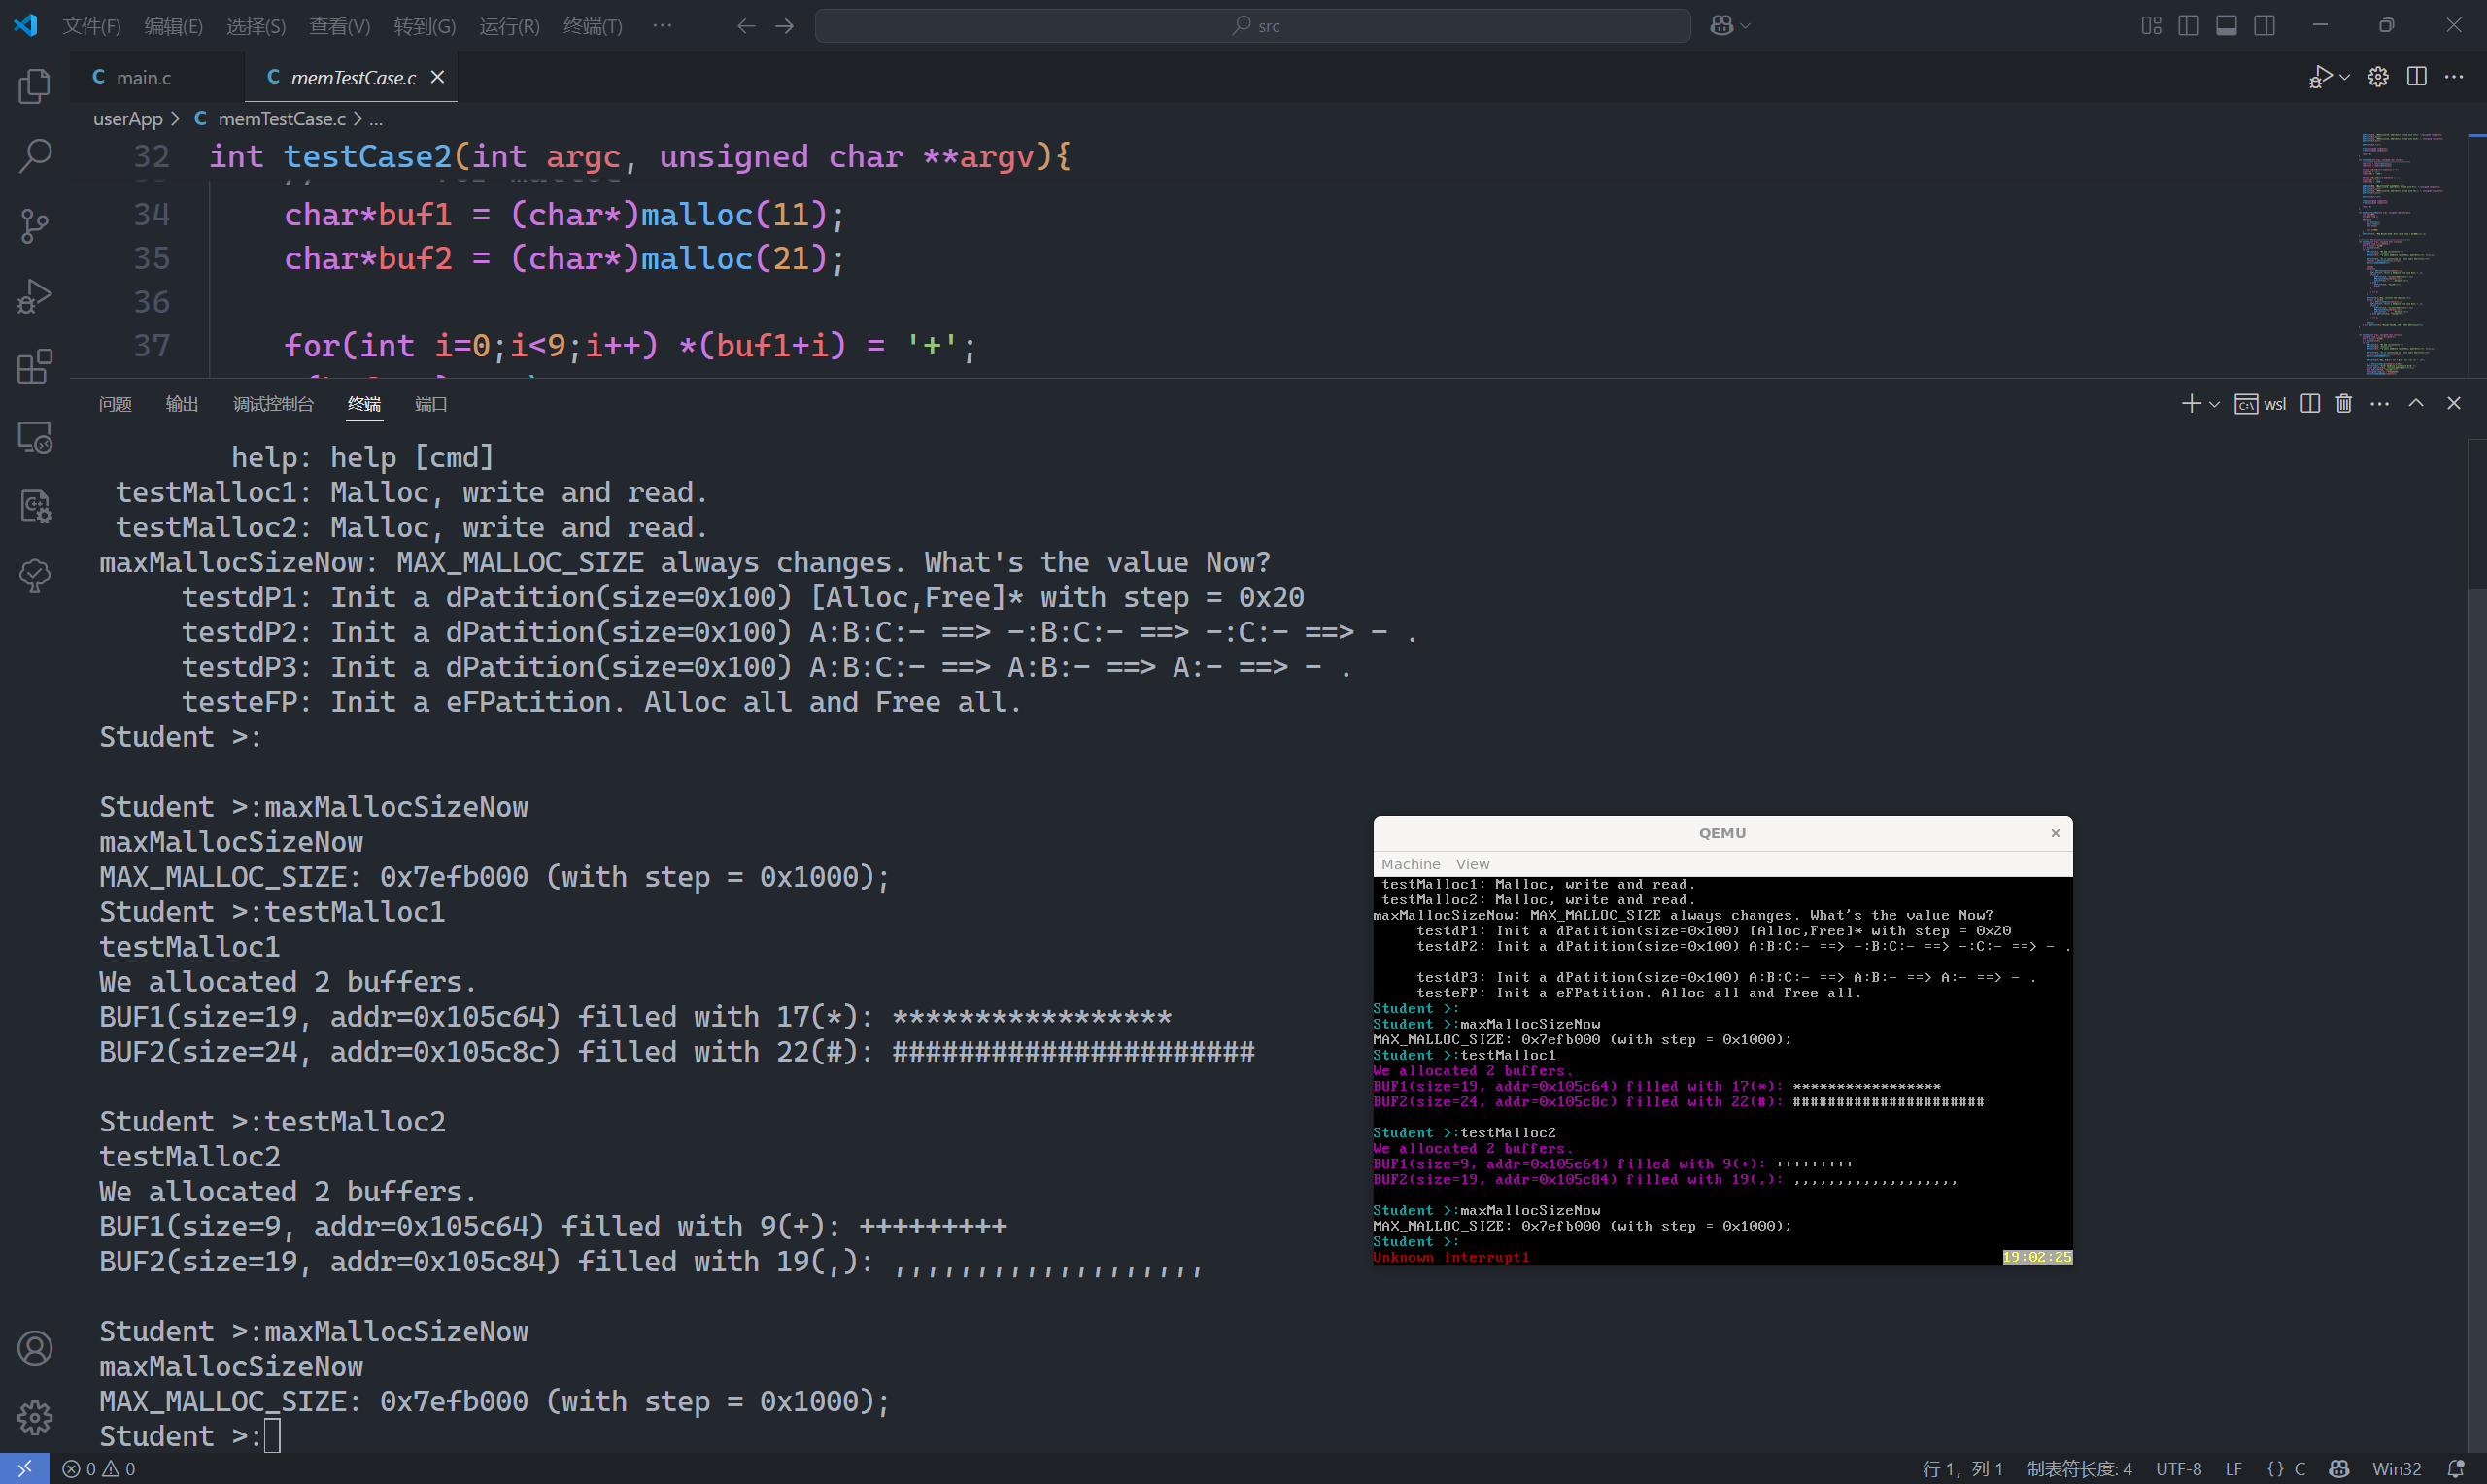 文件(F) 编辑(E) 选择(S) 查看(V) 转到(G) 运行(R) 终端(T) ··· src
C main.c C memTestCase.c
userApp > C memTestCase.c > ...
32 int testCase2(int argc, unsigned char **argv){
34 char*buf1 = (char*)malloc(11);
35 char*buf2 = (char*)malloc(21);
36
37 for(int i=0;i<9;i++) *(buf1+i) = '+';
问题 输出 调试控制台 终端 端口 wsl
help: help [cmd]
testMalloc1: Malloc, write and read.
testMalloc2: Malloc, write and read.
maxMallocSizeNow: MAX_MALLOC_SIZE always changes. What's the value Now?
testdP1: Init a dPatition(size=0x100) [Alloc,Free]* with step = 0x20
testdP2: Init a dPatition(size=0x100) A:B:C:- ==> -:B:C:- ==> -:C:- ==> - .
testdP3: Init a dPatition(size=0x100) A:B:C:- ==> A:B:- ==> A:- ==> - .
testeFP: Init a eFPatition. Alloc all and Free all.
Student >:
Student >:maxMallocSizeNow
maxMallocSizeNow
MAX_MALLOC_SIZE: 0x7efb000 (with step = 0x1000);
Student >:testMalloc1
testMalloc1
We allocated 2 buffers.
BUF1(size=19, addr=0x105c64) filled with 17(*): *****************
BUF2(size=24, addr=0x105c8c) filled with 22(#): ######################
Student >:testMalloc2
testMalloc2
We allocated 2 buffers.
BUF1(size=9, addr=0x105c64) filled with 9(+): +++++++++
BUF2(size=19, addr=0x105c84) filled with 19(,): ,,,,,,,,,,,,,,,,,,,
Student >:maxMallocSizeNow
maxMallocSizeNow
MAX_MALLOC_SIZE: 0x7efb000 (with step = 0x1000);
Student >:
QEMU
Machine View
testMalloc1: Malloc, write and read.
testMalloc2: Malloc, write and read.
maxMallocSizeNow: MAX_MALLOC_SIZE always changes. What's the value Now?
testdP1: Init a dPatition(size=0x100) [Alloc,Free]* with step = 0x20
testdP2: Init a dPatition(size=0x100) A:B:C:- ==> -:B:C:- ==> -:C:- ==> - .
testdP3: Init a dPatition(size=0x100) A:B:C:- ==> A:B:- ==> A:- ==> - .
testeFP: Init a eFPatition. Alloc all and Free all.
Student >:
Student >:maxMallocSizeNow
MAX_MALLOC_SIZE: 0x7efb000 (with step = 0x1000);
Student >:testMalloc1
We allocated 2 buffers.
BUF1(size=19, addr=0x105c64) filled with 17(*): *****************
BUF2(size=24, addr=0x105c8c) filled with 22(#): ######################
Student >:testMalloc2
We allocated 2 buffers.
BUF1(size=9, addr=0x105c64) filled with 9(+): +++++++++
BUF2(size=19, addr=0x105c84) filled with 19(,): ,,,,,,,,,,,,,,,,,,,
Student >:maxMallocSizeNow
MAX_MALLOC_SIZE: 0x7efb000 (with step = 0x1000);
Student >:
Unknown interrupt1 19:02:25
0 0 行 1, 列 1 制表符长度: 4 UTF-8 LF {} C Win32